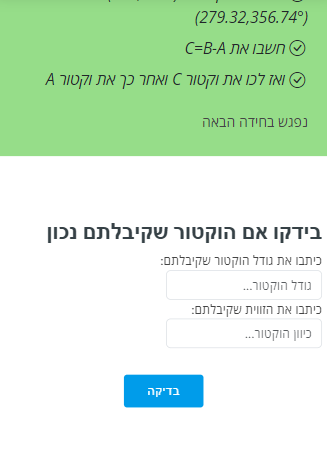 (279.32,356.74°)
חשבו את C=B-A
ואז לכו את וקטור C ואחר כך את וקטור A
נפגש בחידה הבאה
בידקו אם הוקטור שקיבלתם נכון
כיתבו את גודל הוקטור שקיבלתם:
גודל הוקטור...
כיתבו את הזווית שקיבלתם:
כיוון הוקטור...
בדיקה